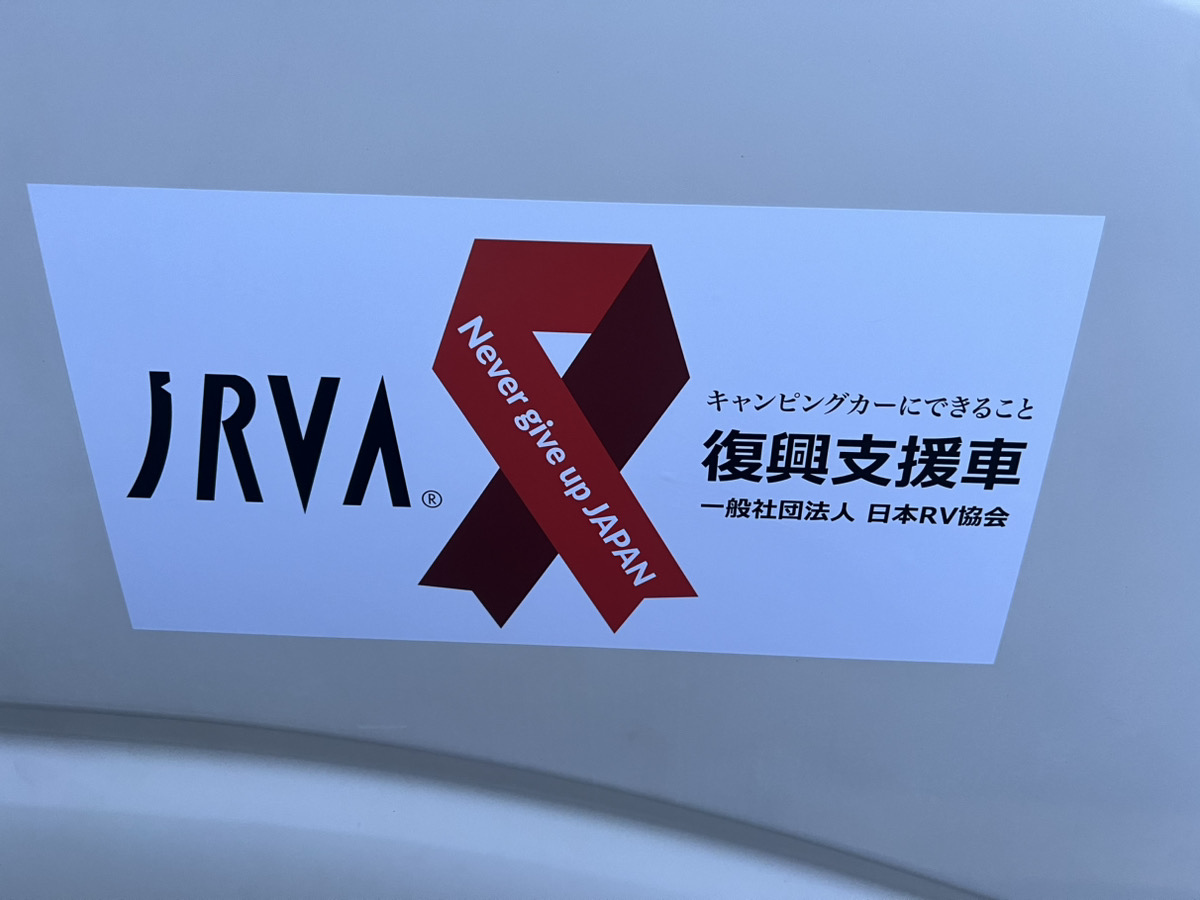 JRVA®
Never give up JAPAN
キャンピングカーにできること
復興支援車
一般社団法人 日本RV協会